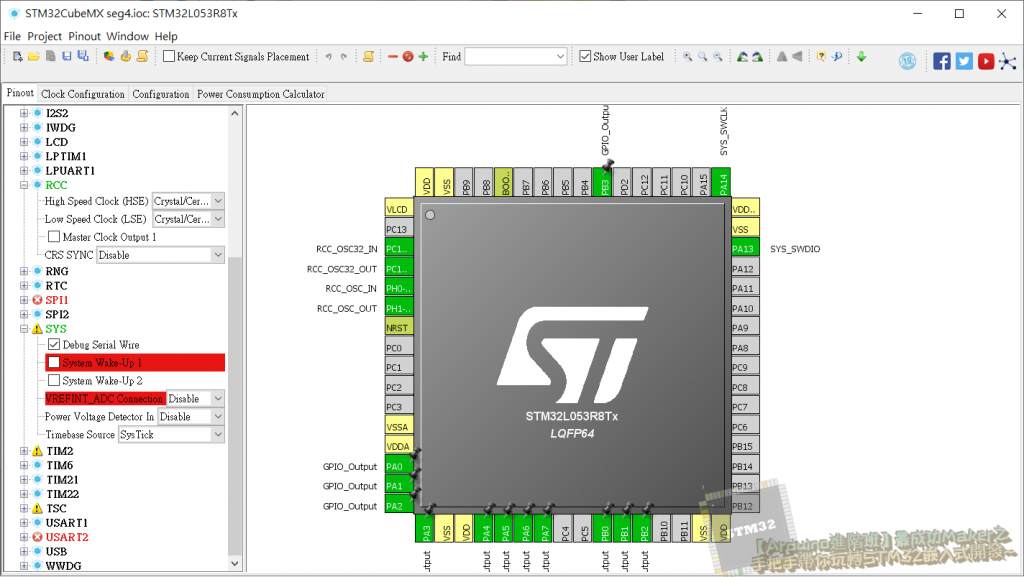 STM32CubeMX seg4.ioc: STM32L053R8Tx
File Project Pinout Window Help
Keep Current Signals Placement
Find
Show User Label
Pinout Clock Configuration Configuration Power Consumption Calculator
I2S2
IWDG
LCD
LPTIM1
LPUART1
RCC
High Speed Clock (HSE) Crystal/Cer...
Low Speed Clock (LSE) Crystal/Cer...
Master Clock Output 1
CRS SYNC Disable
RNG
RTC
SPI1
SPI2
SYS
Debug Serial Wire
System Wake-Up 1
System Wake-Up 2
VREFINT_ADC Connection Disable
Power Voltage Detector In Disable
Timebase Source SysTick
TIM2
TIM6
TIM21
TIM22
TSC
USART1
USART2
USB
WWDG
GPIO_Outpu
SYS_SWCLK
VDD
VSS
PB9
PB8
BOO..
PB7
PB6
PB5
PB4
PB3
PD2
PC12
PC11
PC10
PA15
PA14
VLCD
PC13
RCC_OSC32_IN PC1..
RCC_OSC32_OUT PC1..
RCC_OSC_IN PH0-..
RCC_OSC_OUT PH1-..
NRST
PC0
PC1
PC2
PC3
VSSA
VDDA
GPIO_Output PA0
GPIO_Output PA1
GPIO_Output PA2
STM32L053R8Tx
LQFP64
VDD..
VSS
PA13 SYS_SWDIO
PA12
PA11
PA10
PA9
PA8
PC9
PC8
PC7
PC6
PB15
PB14
PB13
PB12
PA3
VSS
VDD
PA4
PA5
PA6
PA7
PC4
PC5
PB0
PB1
PB2
PB10
PB11
VSS
VDD
utput
utput
utput
utput
utput
utput
utput
utput
STM32
【Arduino進階班】量成功Maker之
手把手帶你玩轉STM32嵌入式開發~